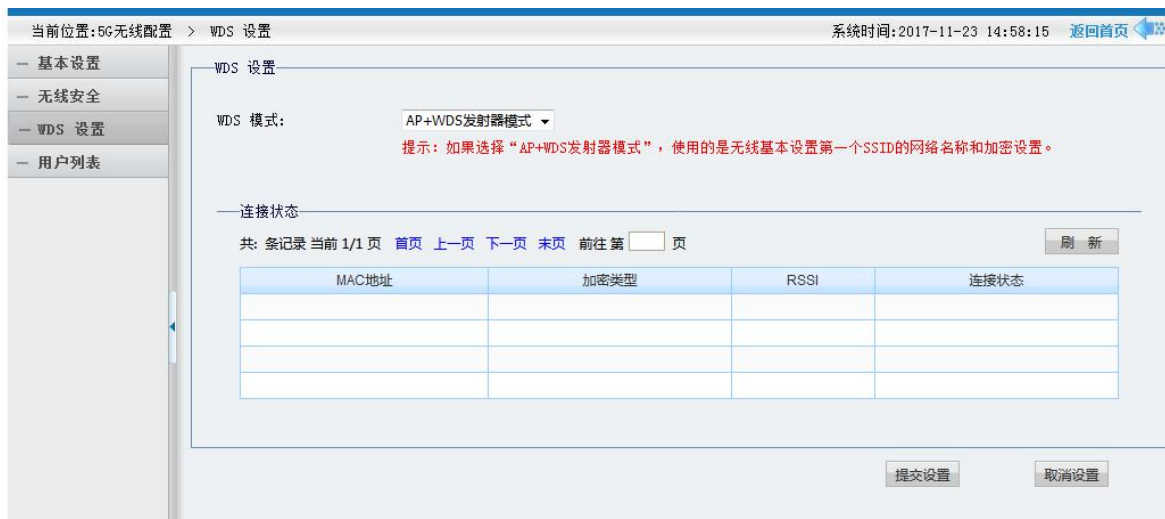 当前位置:5G无线配置 > WDS 设置 系统时间:2017-11-23 14:58:15 返回首页
— 基本设置
— 无线安全
— WDS 设置
— 用户列表
WDS 设置
WDS 模式: AP+WDS发射器模式
提示: 如果选择“AP+WDS发射器模式”, 使用的是无线基本设置第一个SSID的网络名称和加密设置。
连接状态
共: 条记录 当前 1/1 页 首页 上一页 下一页 末页 前往 第 页 刷 新
MAC地址 加密类型 RSSI 连接状态
提交设置 取消设置